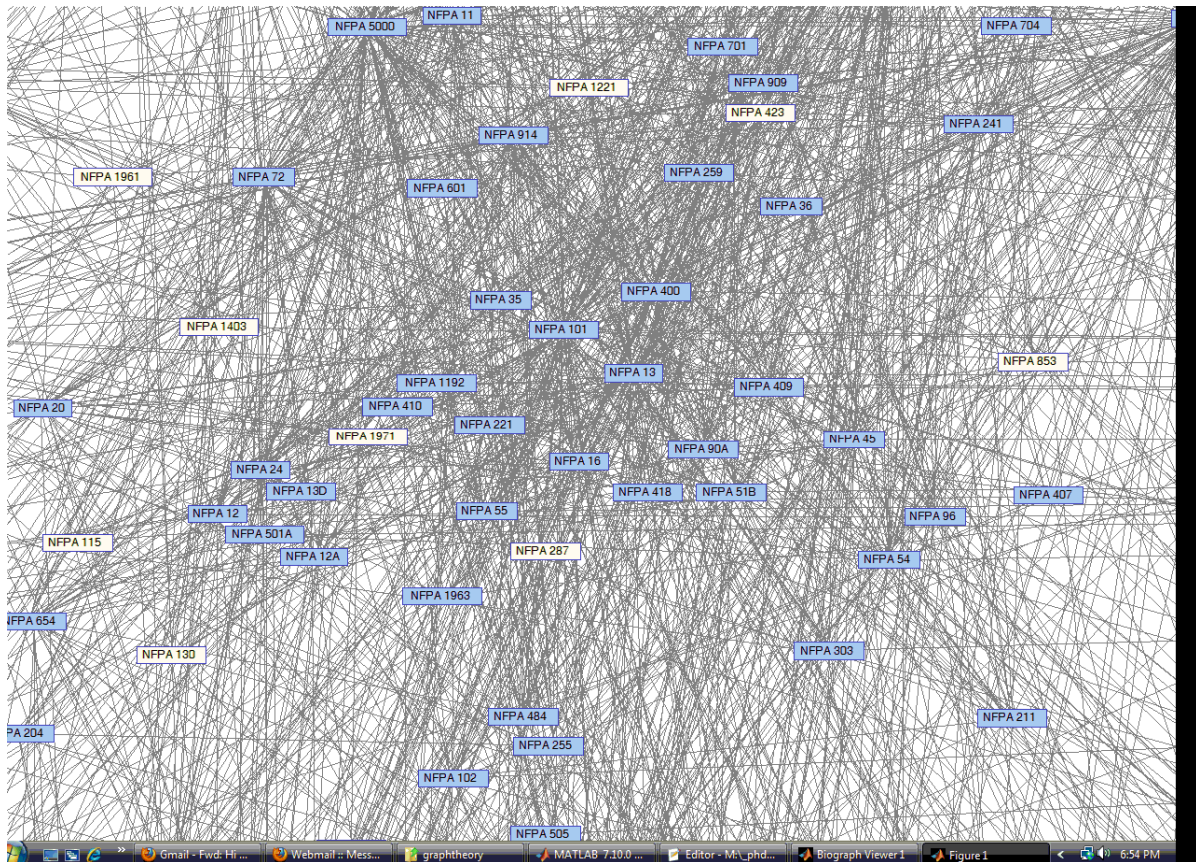 NFPA 11
NFPA 5000
NFPA 704
NFPA 701
NFPA 909
NFPA 1221
NFPA 423
NFPA 241
NFPA 914
NFPA 259
NFPA 1961
NFPA 72
NFPA 601
NFPA 36
NFPA 400
NFPA 35
NFPA 1403
NFPA 101
NFPA 853
NFPA 13
NFPA 1192
NFPA 409
NFPA 20
NFPA 410
NFPA 221
NFPA 1971
NFPA 45
NFPA 90A
NFPA 16
NFPA 24
NFPA 13D
NFPA 418
NFPA 51B
NFPA 407
NFPA 55
NFPA 12
NFPA 96
NFPA 501A
NFPA 115
NFPA 287
NFPA 12A
NFPA 54
NFPA 1963
NFPA 654
NFPA 303
NFPA 130
NFPA 484
NFPA 211
PA 204
NFPA 255
NFPA 102
NFPA 505
Gmail - Fwd: Hi ...
Webmail :: Mess...
graphtheory
MATLAB 7.10.0 ...
Editor - M:\_phd...
Biograph Viewer 1
Figure 1
6:54 PM